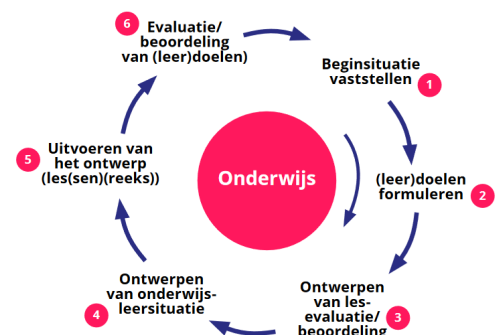 6
Evaluatie/
beoordeling
van (leer)doelen)
Beginsituatie
vaststellen
1
(leer)doelen
formuleren
2
Ontwerpen
van les-
evaluatie/
beoordeling
3
Ontwerpen
van onderwijs-
leersituatie
4
5
Uitvoeren van
het ontwerp
(les(sen)(reeks))
Onderwijs